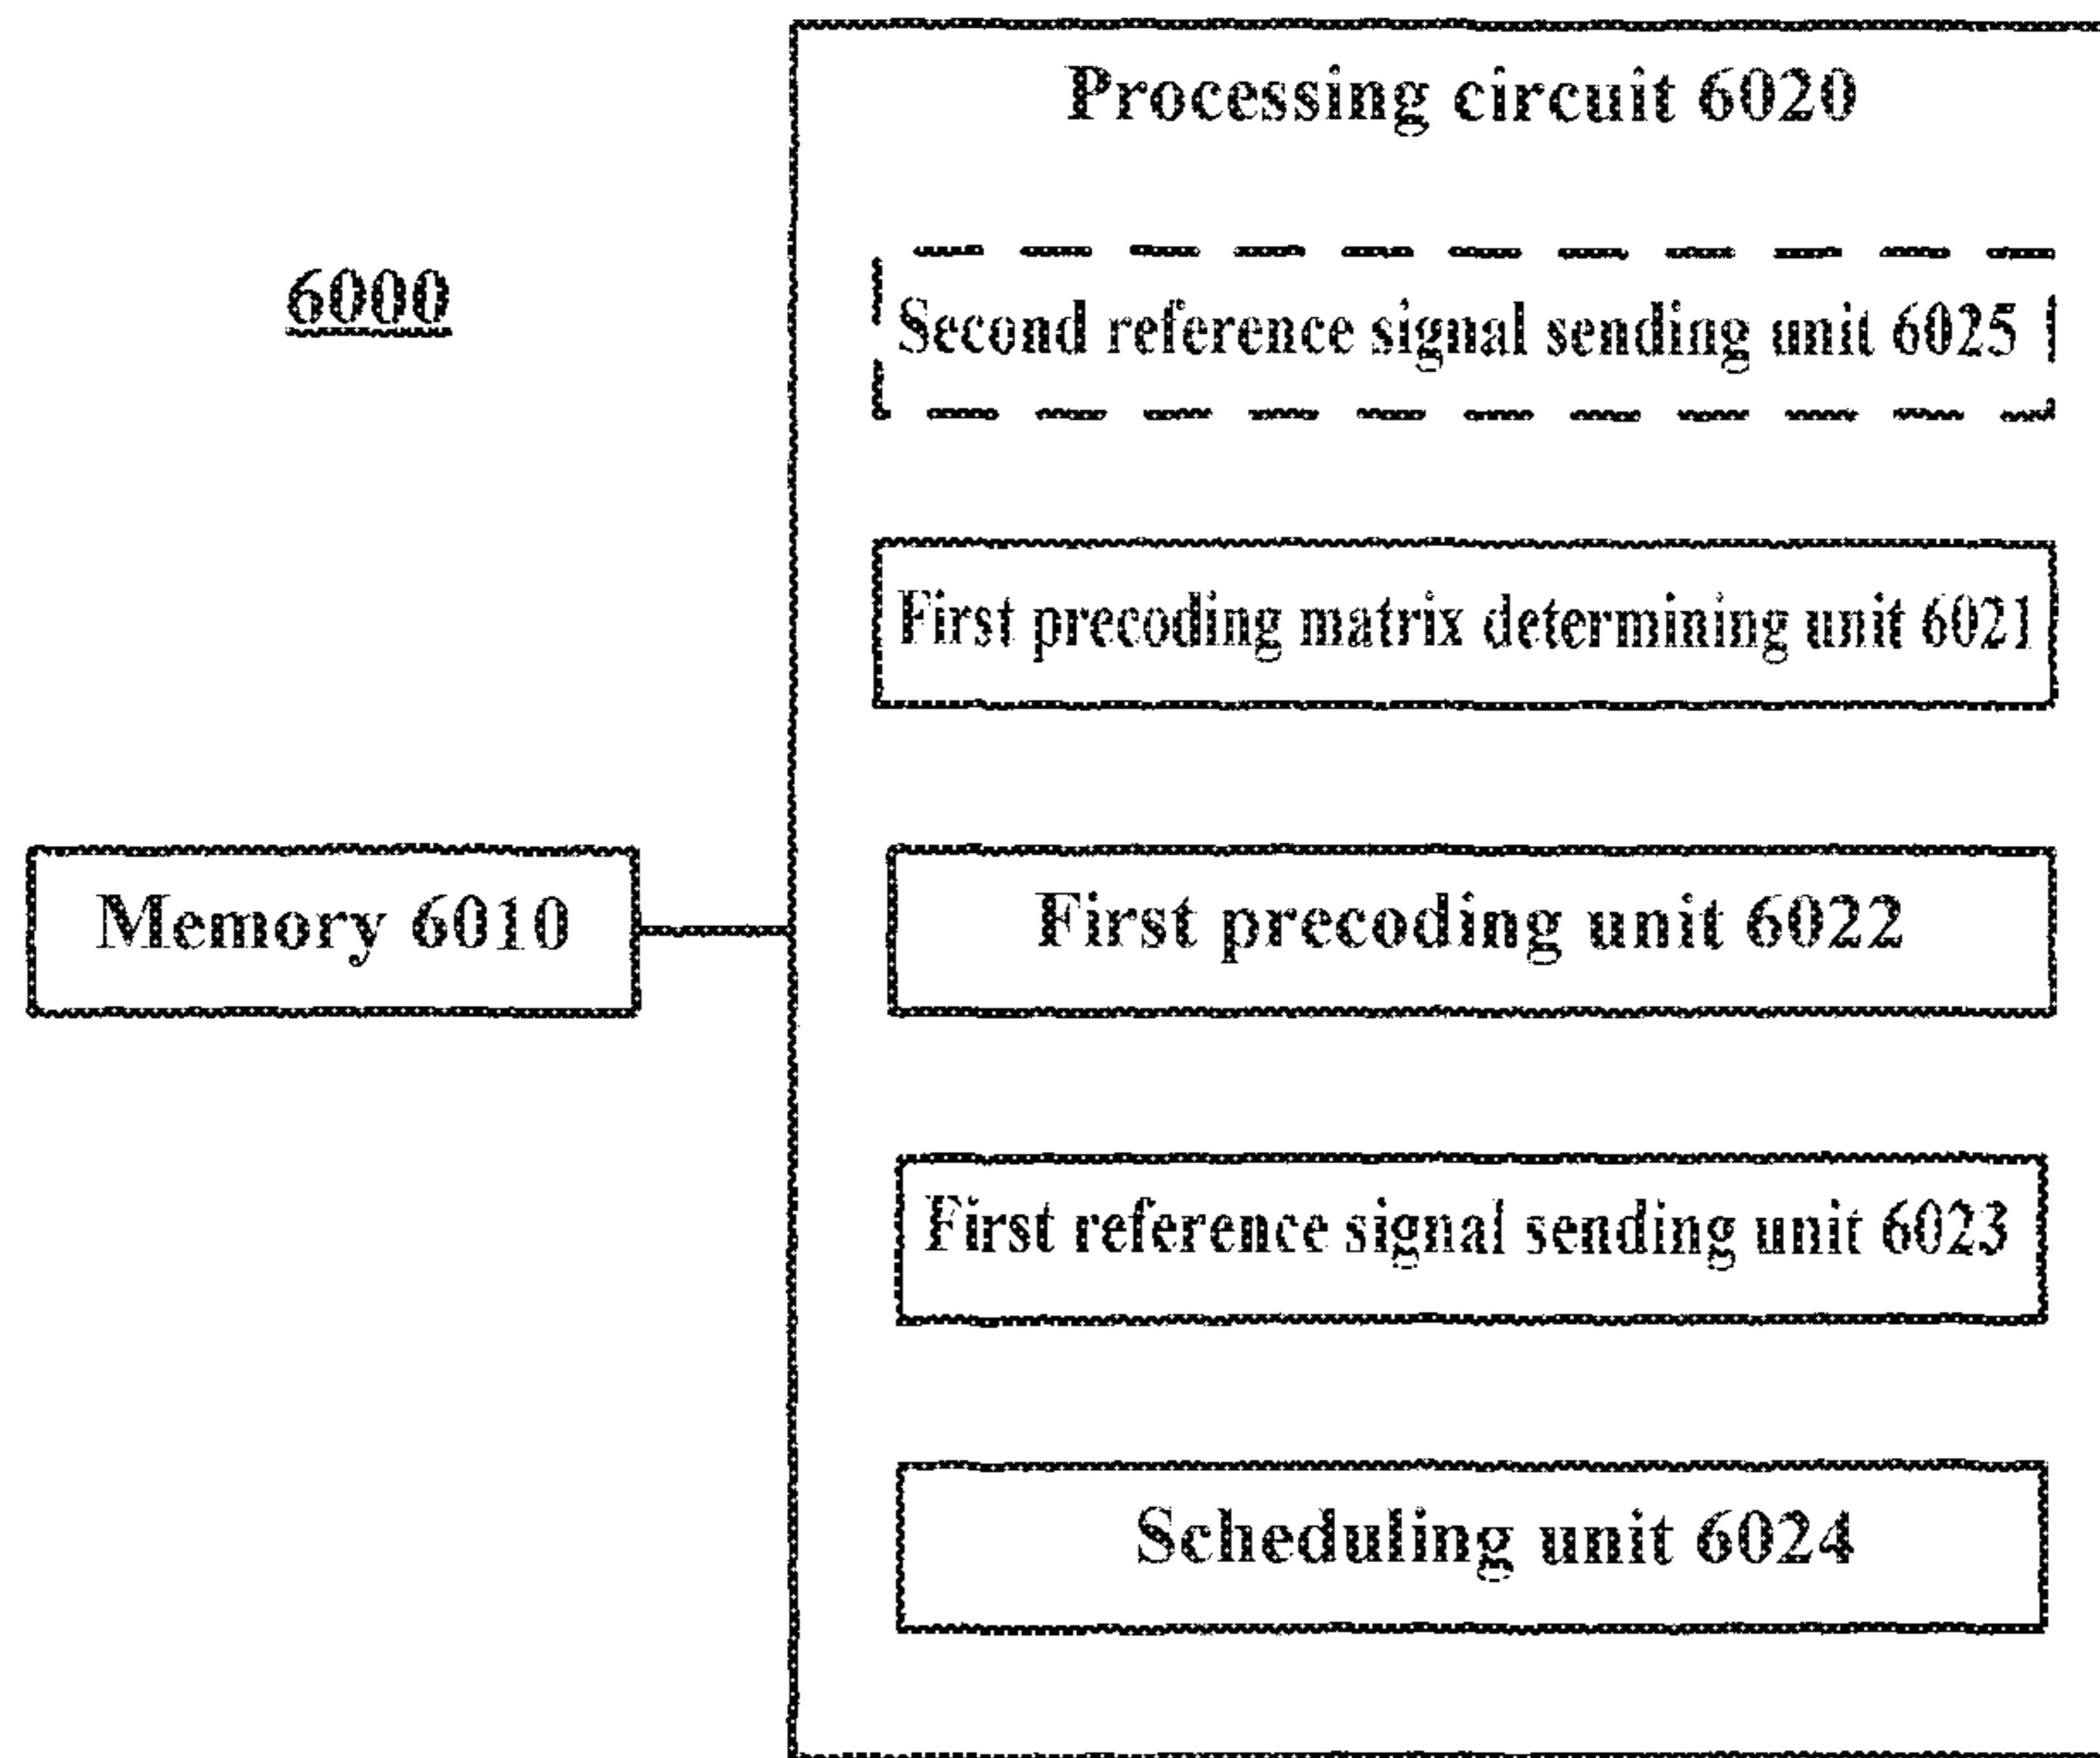 Processing circuit 6020
6000
Second reference signal sending unit 6025
First precoding matrix determining unit 6021
Memory 6010
First precoding unit 6022
First reference signal sending unit 6023
Scheduling unit 6024